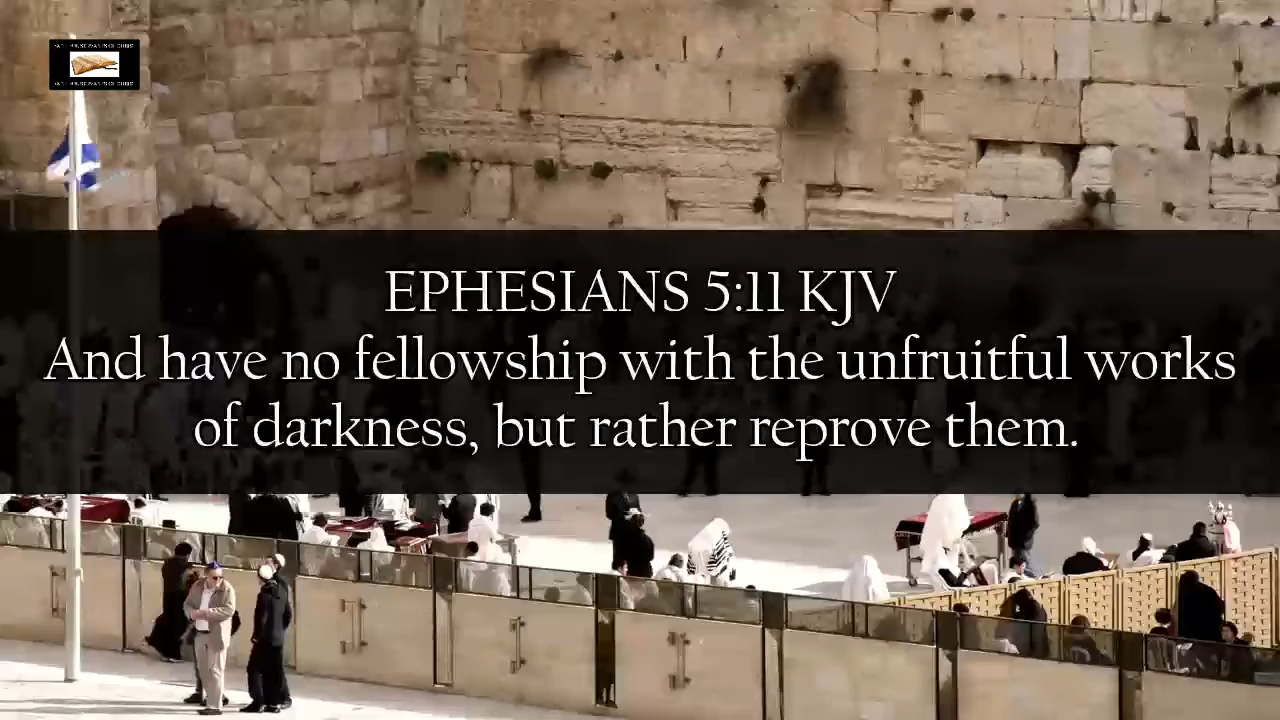 EPHESIANS 5:11 KJV
And have no fellowship with the unfruitful works
of darkness, but rather reprove them.